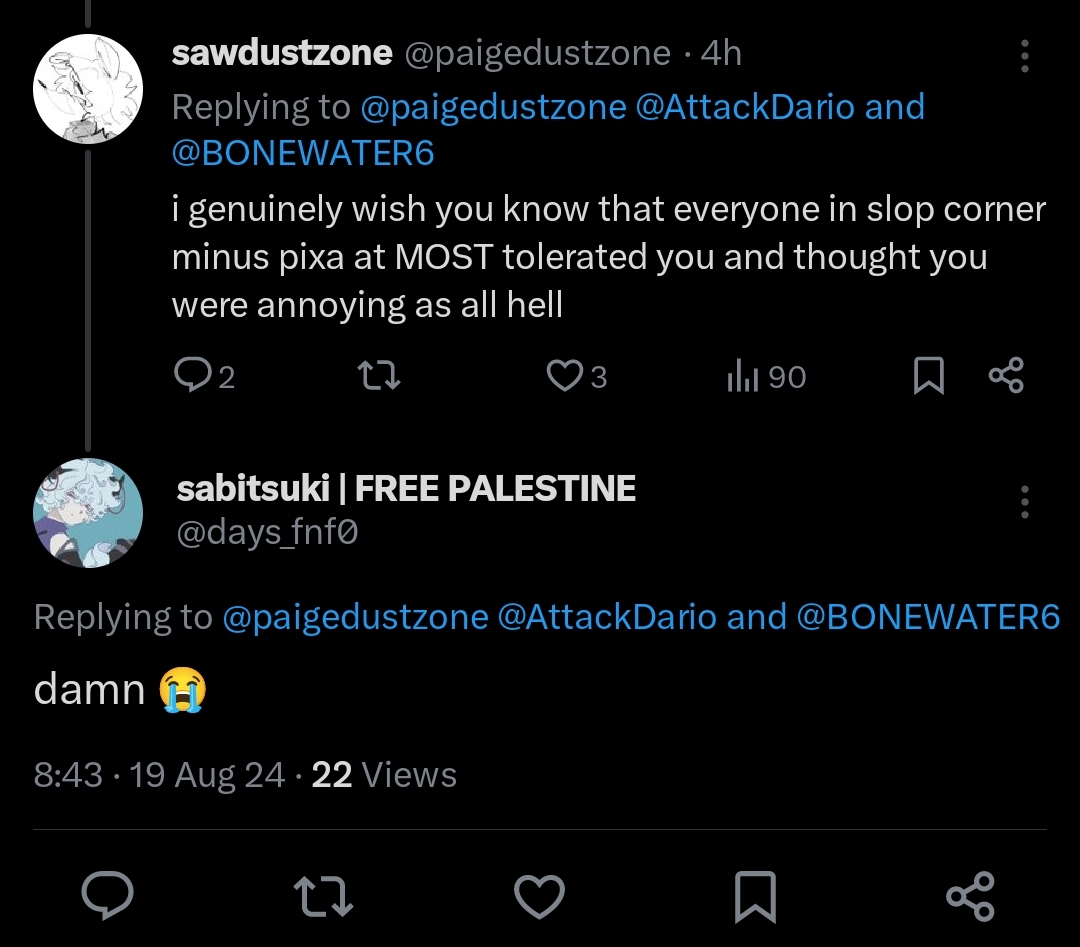 sawdustzone @paigedustzone · 4h
Replying to @paigedustzone @AttackDario and
@BONEWATER6
i genuinely wish you know that everyone in slop corner
minus pixa at MOST tolerated you and thought you
were annoying as all hell
2 3 90
sabitsuki | FREE PALESTINE
@days_fnf0
Replying to @paigedustzone @AttackDario and @BONEWATER6
damn 😭
8:43 · 19 Aug 24 · 22 Views